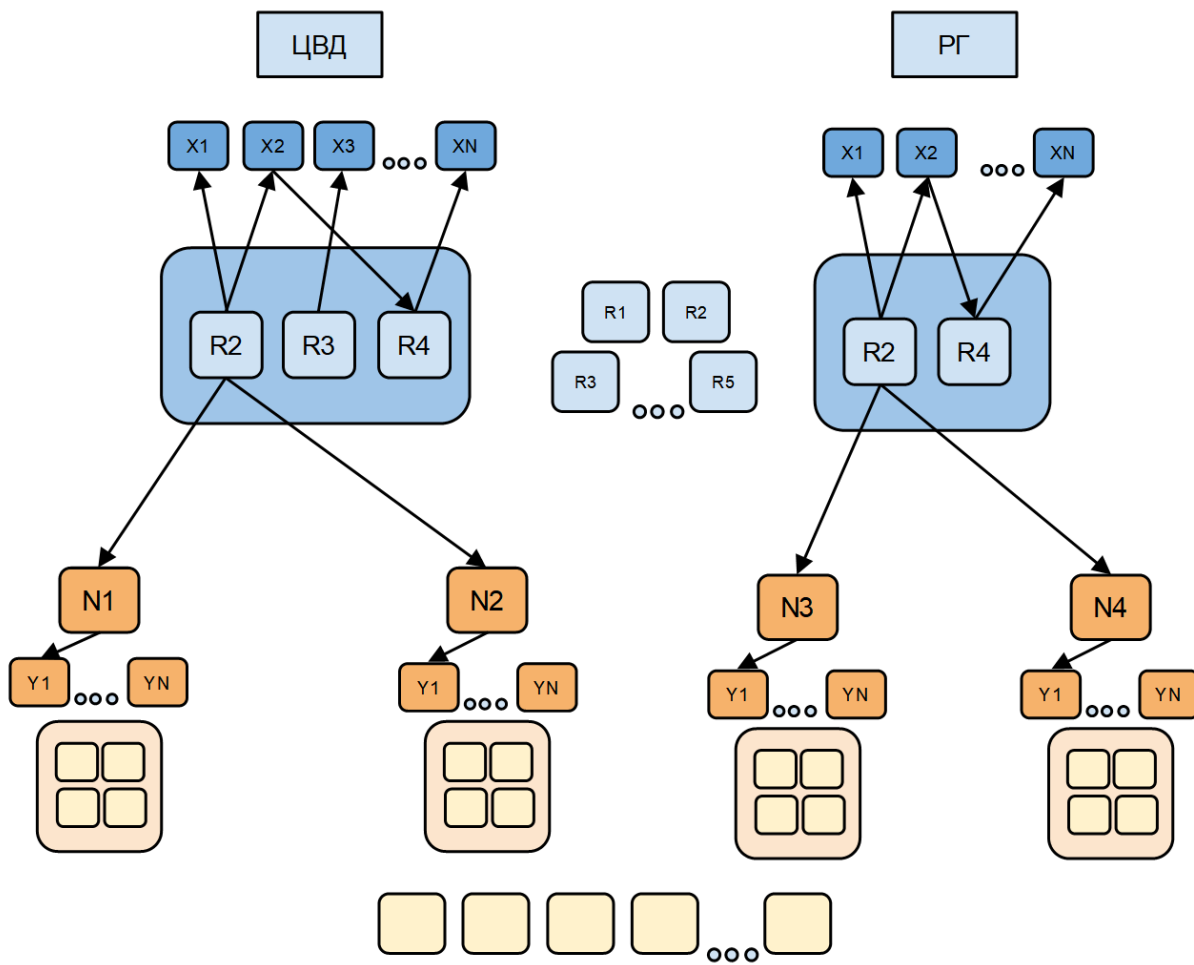 ЦВД
РГ
X1 X2 X3 XN
X1 X2 XN
R2 R3 R4
R1 R2
R3 R5
R2 R4
N1
N2
N3
N4
Y1 YN
Y1 YN
Y1 YN
Y1 YN